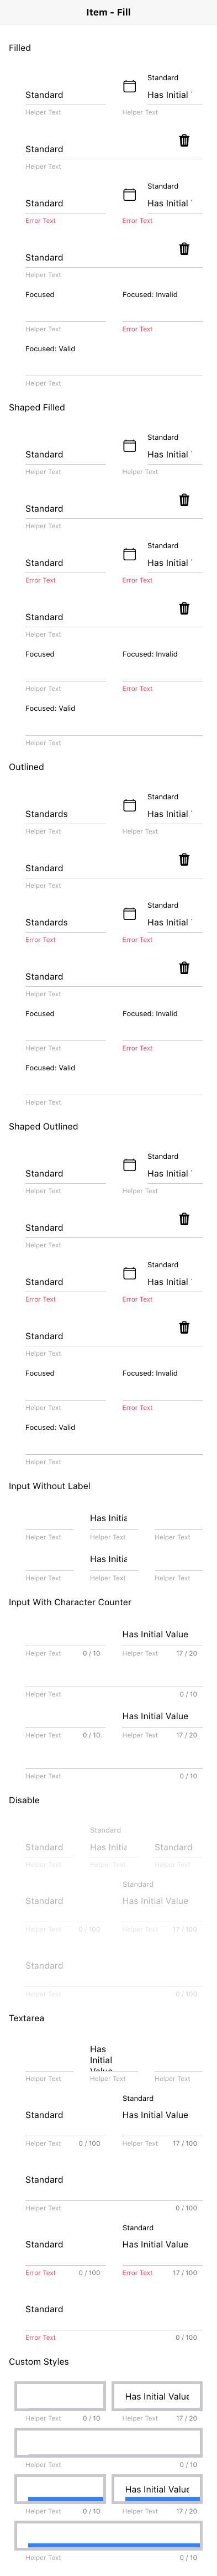 Item - Fill
Filled
Standard
Standard Has Initial
Helper Text Helper Text
Standard
Helper Text
Standard
Standard Has Initial
Error Text Error Text
Standard
Helper Text
Focused Focused: Invalid
Helper Text Error Text
Focused: Valid
Helper Text
Shaped Filled
Standard
Standard Has Initial
Helper Text Helper Text
Standard
Helper Text
Standard
Standard Has Initial
Error Text Error Text
Standard
Helper Text
Focused Focused: Invalid
Helper Text Error Text
Focused: Valid
Helper Text
Outlined
Standard
Standards Has Initial
Helper Text Helper Text
Standard
Helper Text
Standard
Standards Has Initial
Error Text Error Text
Standard
Helper Text
Focused Focused: Invalid
Helper Text Error Text
Focused: Valid
Helper Text
Shaped Outlined
Standard
Standard Has Initial
Helper Text Helper Text
Standard
Helper Text
Standard
Standard Has Initial
Error Text Error Text
Standard
Helper Text
Focused Focused: Invalid
Helper Text Error Text
Focused: Valid
Helper Text
Input Without Label
Has Initia
Helper Text Helper Text Helper Text
Has Initia
Helper Text Helper Text Helper Text
Input With Character Counter
Has Initial Value
Helper Text 0 / 10 Helper Text 17 / 20
Helper Text 0 / 10
Has Initial Value
Helper Text 0 / 10 Helper Text 17 / 20
Helper Text 0 / 10
Disable
Standard
Standard Has Initia Standard
Helper Text Helper Text Helper Text
Standard
Standard Has Initial Value
Helper Text 0 / 100 Helper Text 17 / 100
Standard
Helper Text 0 / 100
Textarea
Has
Initial
Value
Helper Text Helper Text Helper Text
Standard
Standard Has Initial Value
Helper Text 0 / 100 Helper Text 17 / 100
Standard
Helper Text 0 / 100
Standard
Standard Has Initial Value
Error Text 0 / 100 Error Text 17 / 100
Standard
Error Text 0 / 100
Custom Styles
Has Initial Value
Helper Text 0 / 10 Helper Text 17 / 20
Helper Text 0 / 10
Has Initial Value
Helper Text 0 / 10 Helper Text 17 / 20
Helper Text 0 / 10